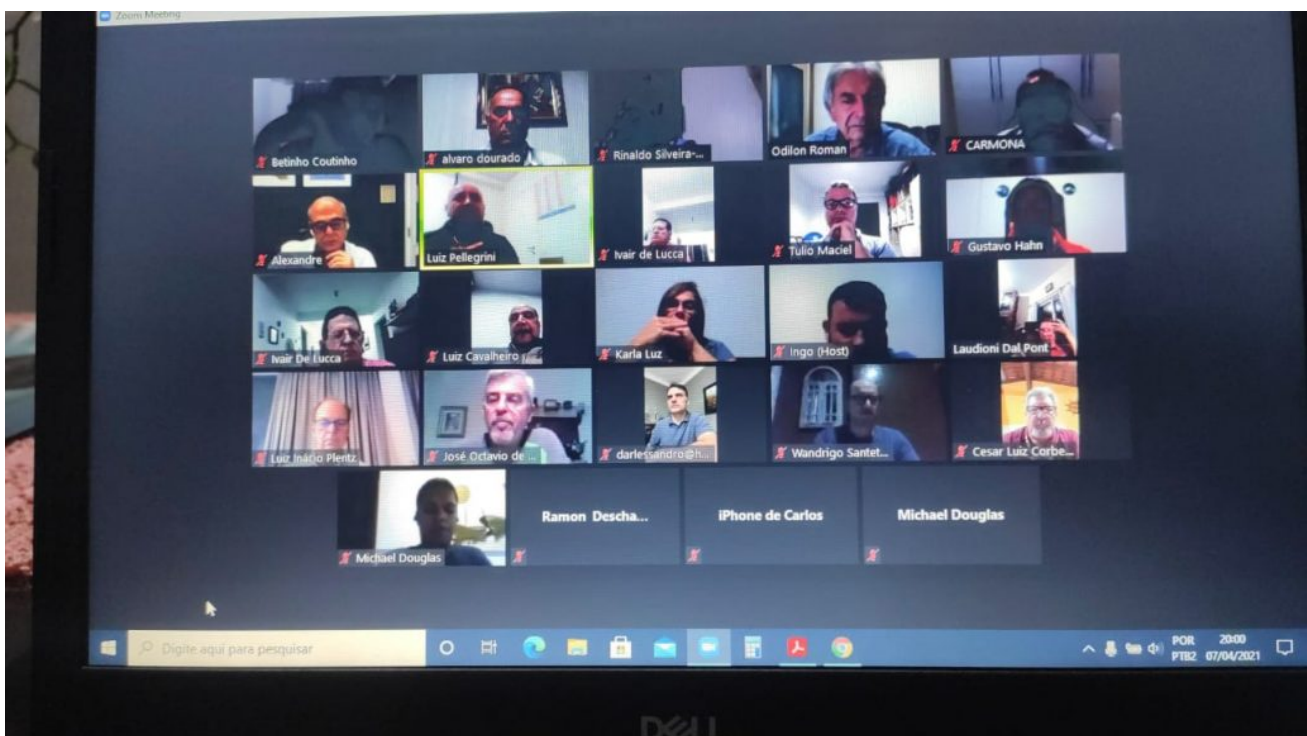 Zoom Meeting
Betinho Coutinho
alvaro dourado
Rinaldo Silveira-...
Odilon Roman
CARMONA
Alexandre
Luiz Pellegrini
Ivair de Lucca
Tulio Maciel
Gustavo Hahn
Ivair De Lucca
Luiz Cavalheiro
Karla Luz
Ingo (Host)
Laudioni Dal Pont
Luiz Inácio Plentz
José Octavio de ...
darlessandro@h...
Wandrigo Santet...
Cesar Luiz Corbe...
Michael Douglas
Ramon Descha...
iPhone de Carlos
Michael Douglas
Digite aqui para pesquisar
POR 20:00
PTB2 07/04/2021
DELL